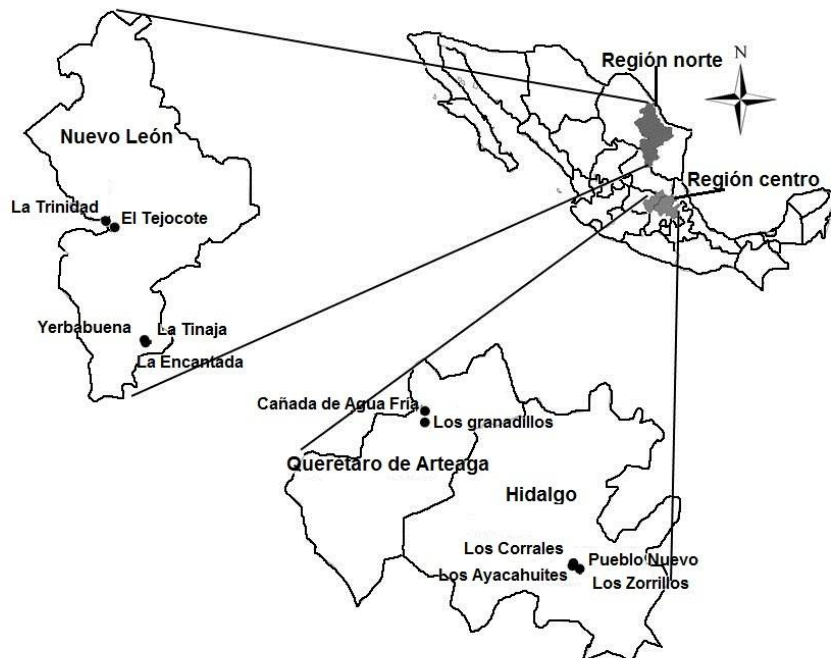 Región norte
N
Nuevo León
Región centro
La Trinidad
El Tejocote
Yerbabuena
La Tinaja
La Encantada
Cañada de Agua Fría
Los granadillos
Querétaro de Arteaga
Hidalgo
Los Corrales
Pueblo Nuevo
Los Ayacahuites
Los Zorrillos